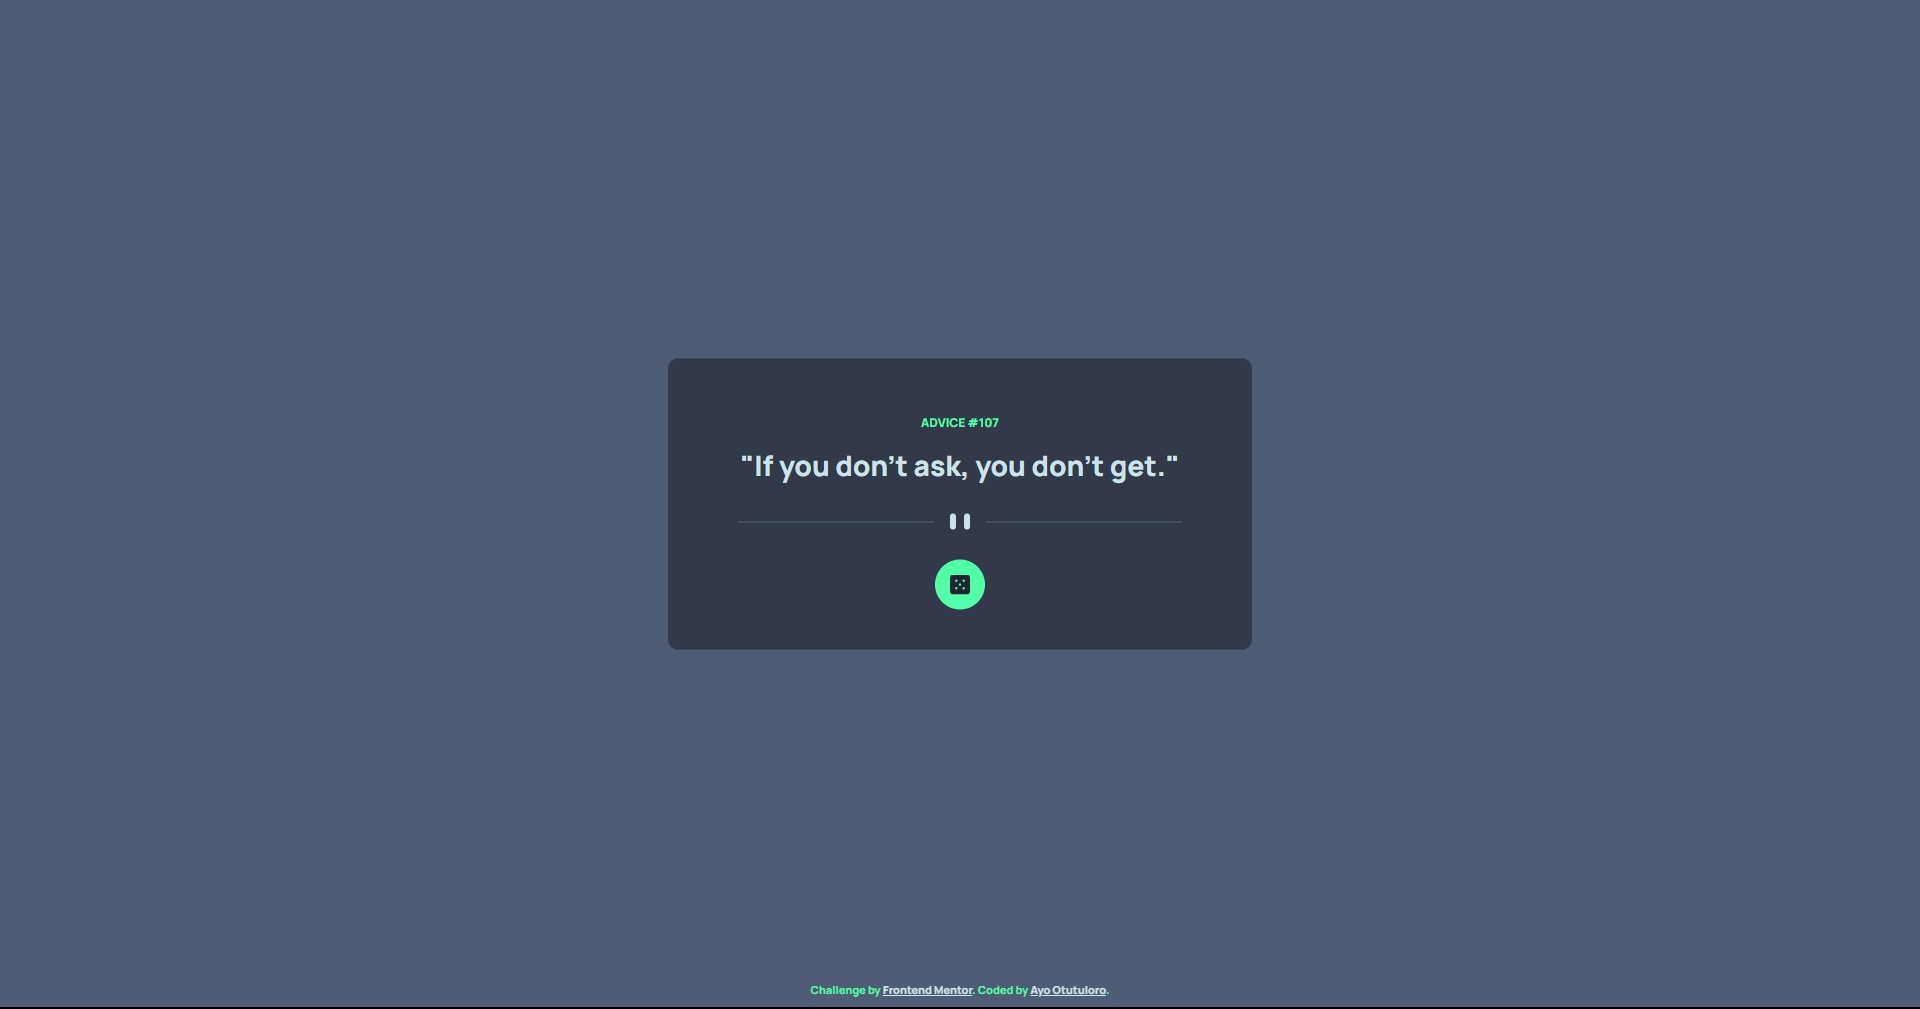 ADVICE #107
"If you don't ask, you don't get."
Challenge by Frontend Mentor. Coded by Ayo Otutuloro.